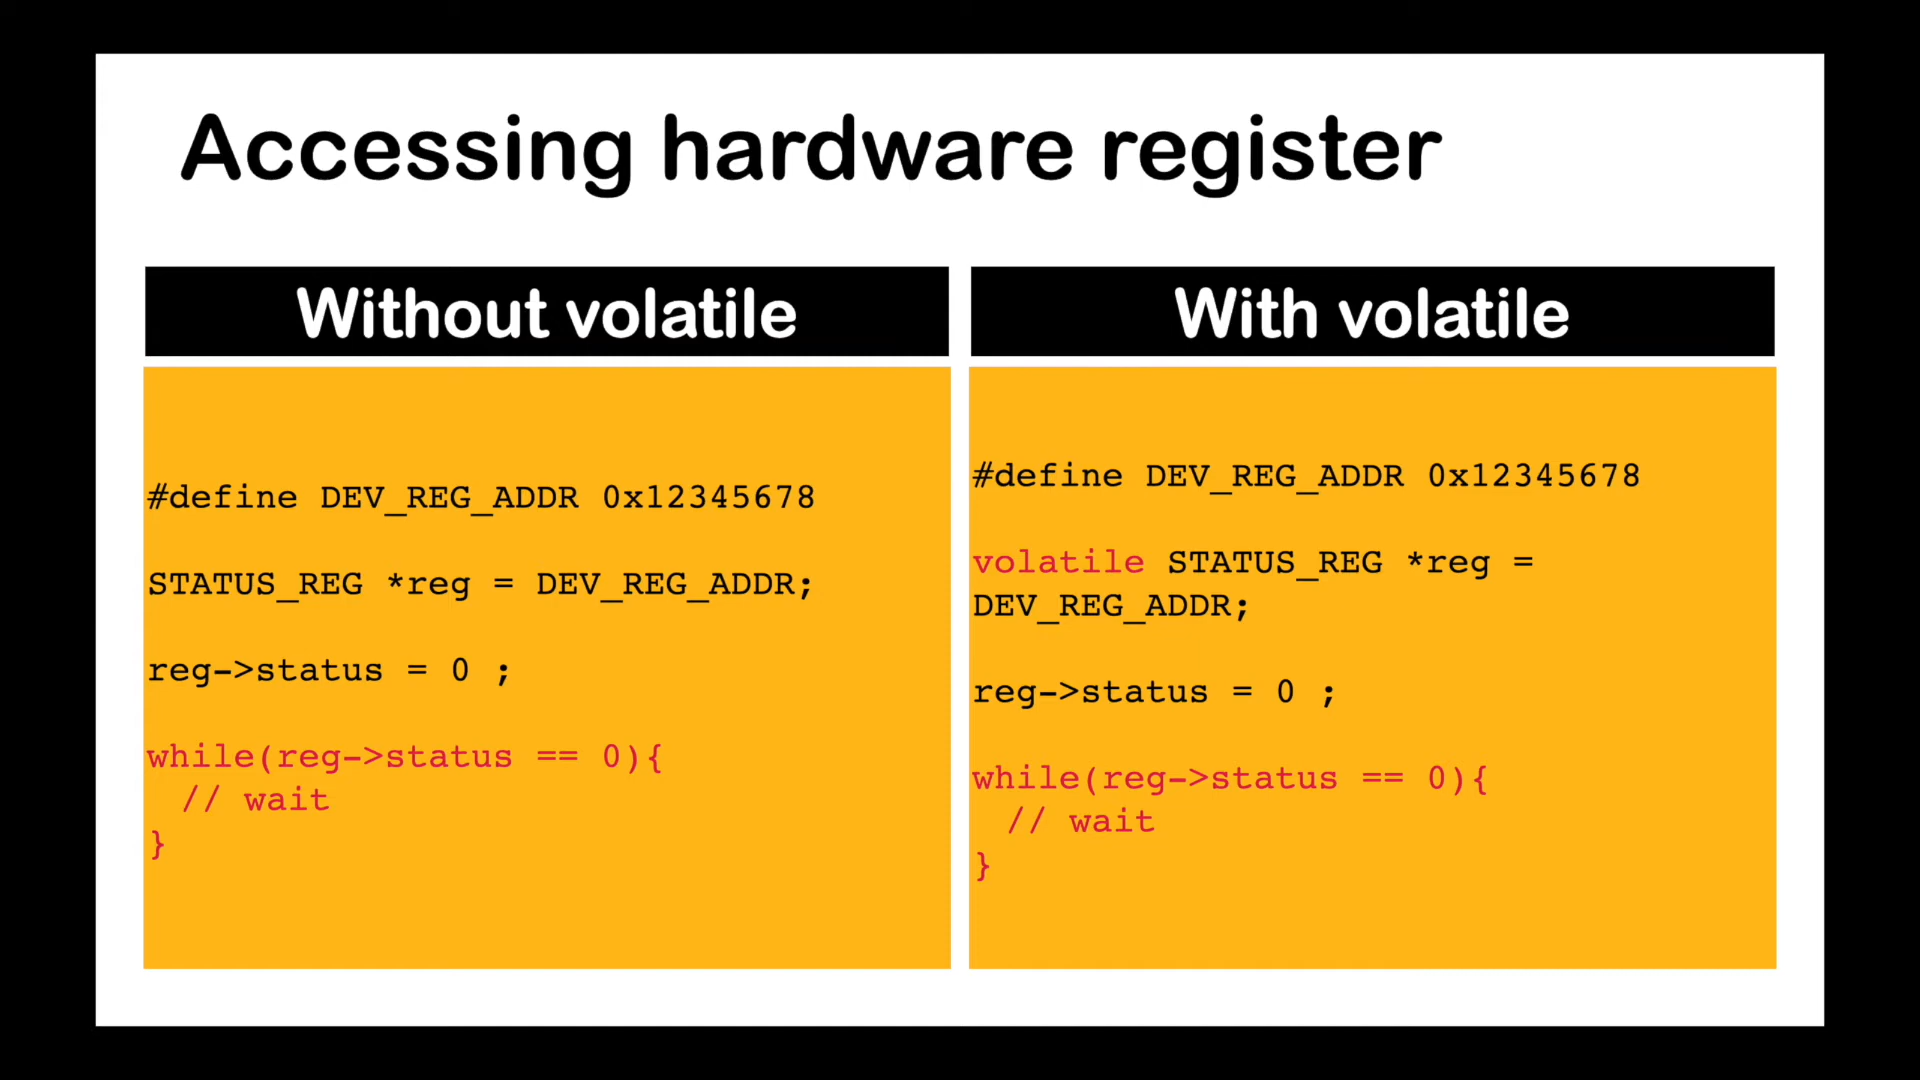 Accessing hardware register
Without volatile
#define DEV_REG_ADDR 0x12345678
STATUS_REG *reg = DEV_REG_ADDR;
reg->status = 0 ;
while(reg->status == 0){
// wait
}
With volatile
#define DEV_REG_ADDR 0x12345678
volatile STATUS_REG *reg =
DEV_REG_ADDR;
reg->status = 0 ;
while(reg->status == 0){
// wait
}